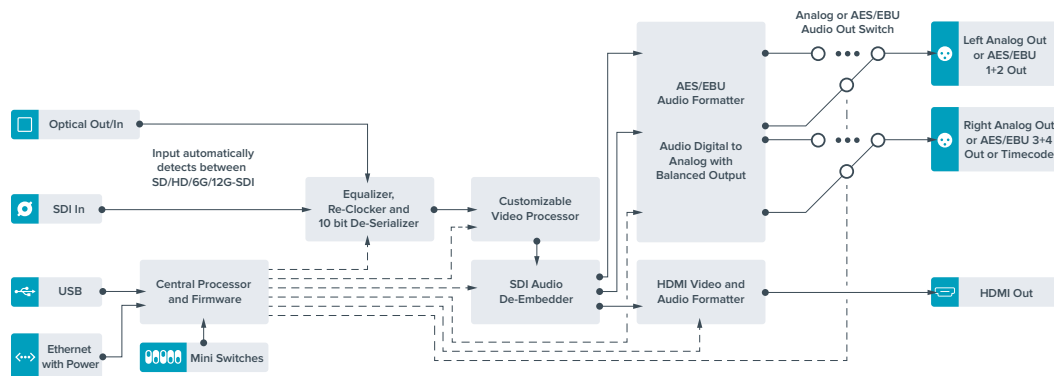 Analog or AES/EBU
Audio Out Switch
Left Analog Out
or AES/EBU
1+2 Out
AES/EBU
Audio Formatter
Optical Out/In
Right Analog Out
or AES/EBU 3+4
Out or Timecode
Input automatically
detects between
SD/HD/6G/12G-SDI
Audio Digital to
Analog with
Balanced Output
SDI In
Equalizer,
Re-Clocker and
10 bit De-Serializer
Customizable
Video Processor
USB
Central Processor
and Firmware
SDI Audio
De-Embedder
HDMI Video and
Audio Formatter
HDMI Out
Ethernet
with Power
Mini Switches